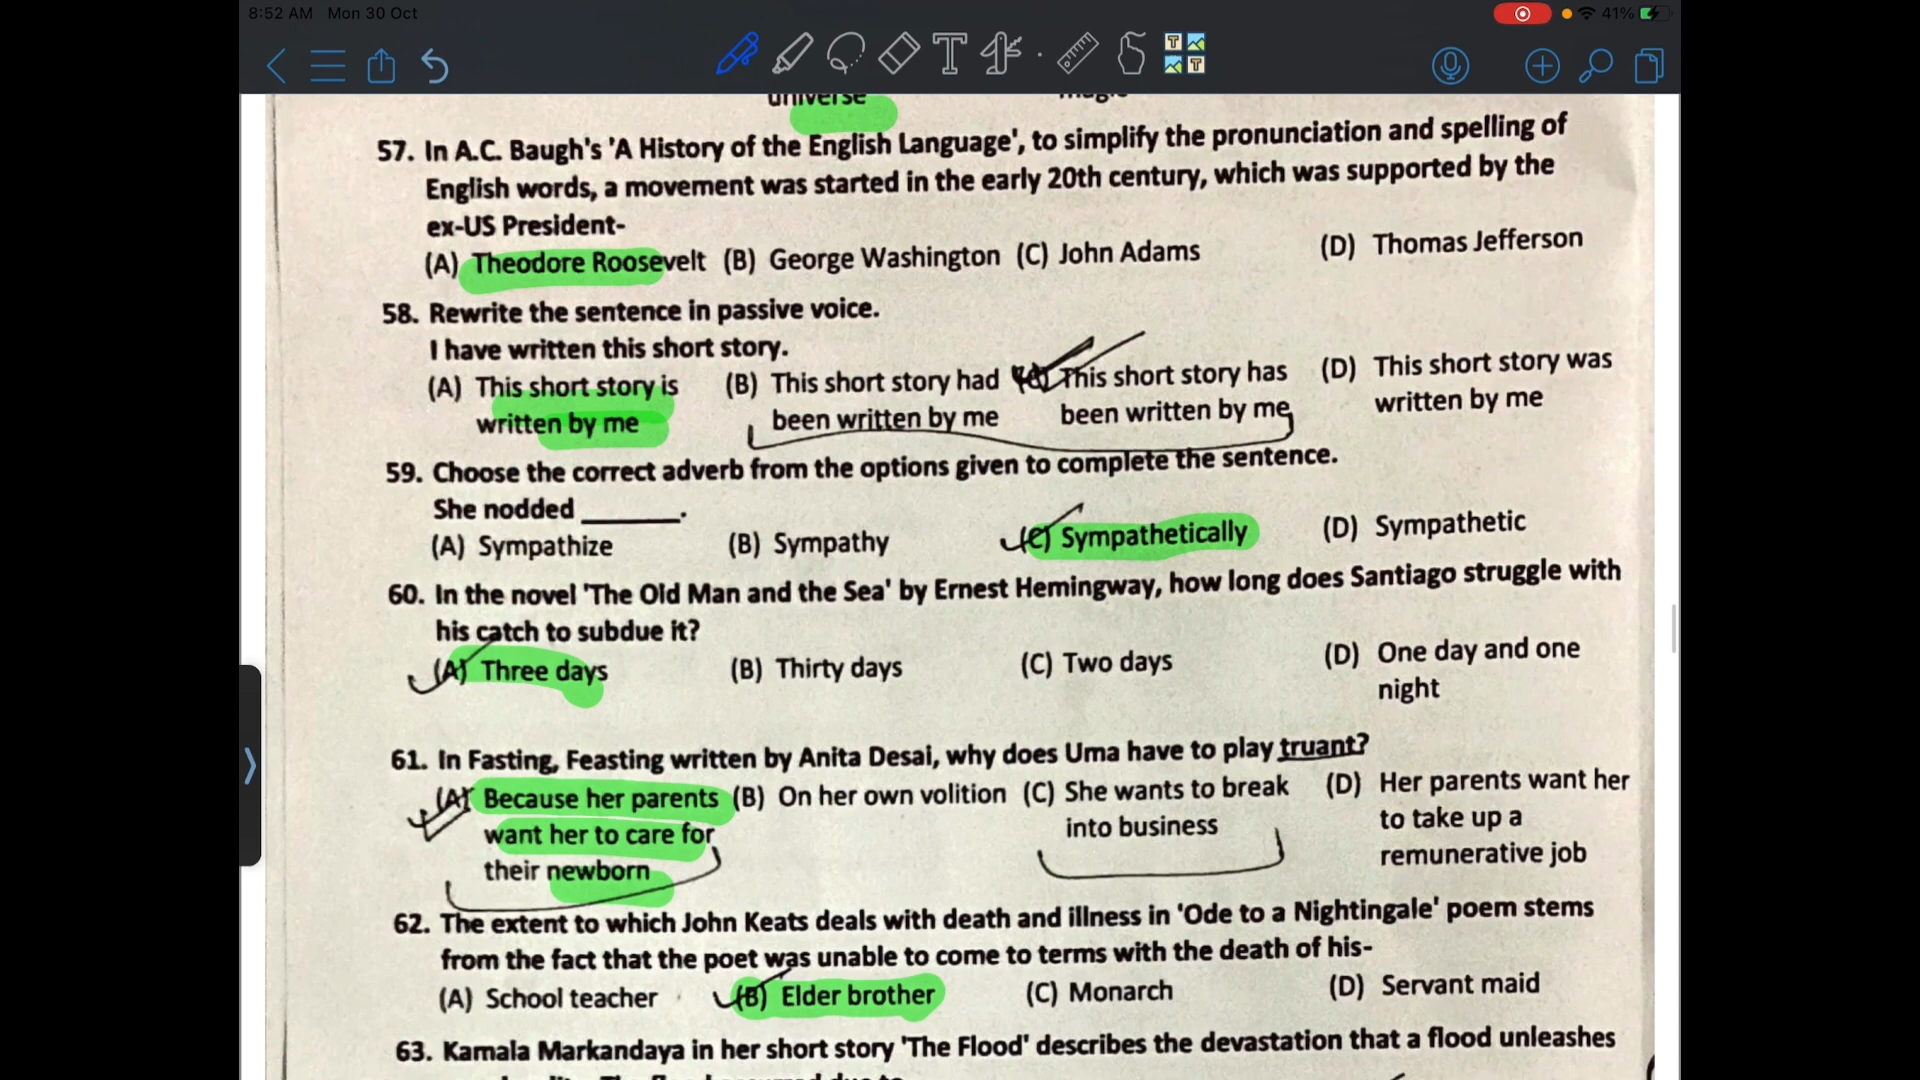 8:52 AM Mon 30 Oct
41%
universe
magic
57. In A.C. Baugh's 'A History of the English Language', to simplify the pronunciation and spelling of
English words, a movement was started in the early 20th century, which was supported by the
ex-US President-
(A) Theodore Roosevelt (B) George Washington (C) John Adams (D) Thomas Jefferson
58. Rewrite the sentence in passive voice.
I have written this short story.
(A) This short story is (B) This short story had This short story has (D) This short story was
written by me been written by me been written by me written by me
59. Choose the correct adverb from the options given to complete the sentence.
She nodded ______.
(A) Sympathize (B) Sympathy (C) Sympathetically (D) Sympathetic
60. In the novel 'The Old Man and the Sea' by Ernest Hemingway, how long does Santiago struggle with
his catch to subdue it?
(A) Three days (B) Thirty days (C) Two days (D) One day and one
night
61. In Fasting, Feasting written by Anita Desai, why does Uma have to play truant?
(A) Because her parents (B) On her own volition (C) She wants to break (D) Her parents want her
want her to care for into business to take up a
their newborn remunerative job
62. The extent to which John Keats deals with death and illness in 'Ode to a Nightingale' poem stems
from the fact that the poet was unable to come to terms with the death of his-
(A) School teacher (B) Elder brother (C) Monarch (D) Servant maid
63. Kamala Markandaya in her short story 'The Flood' describes the devastation that a flood unleashes